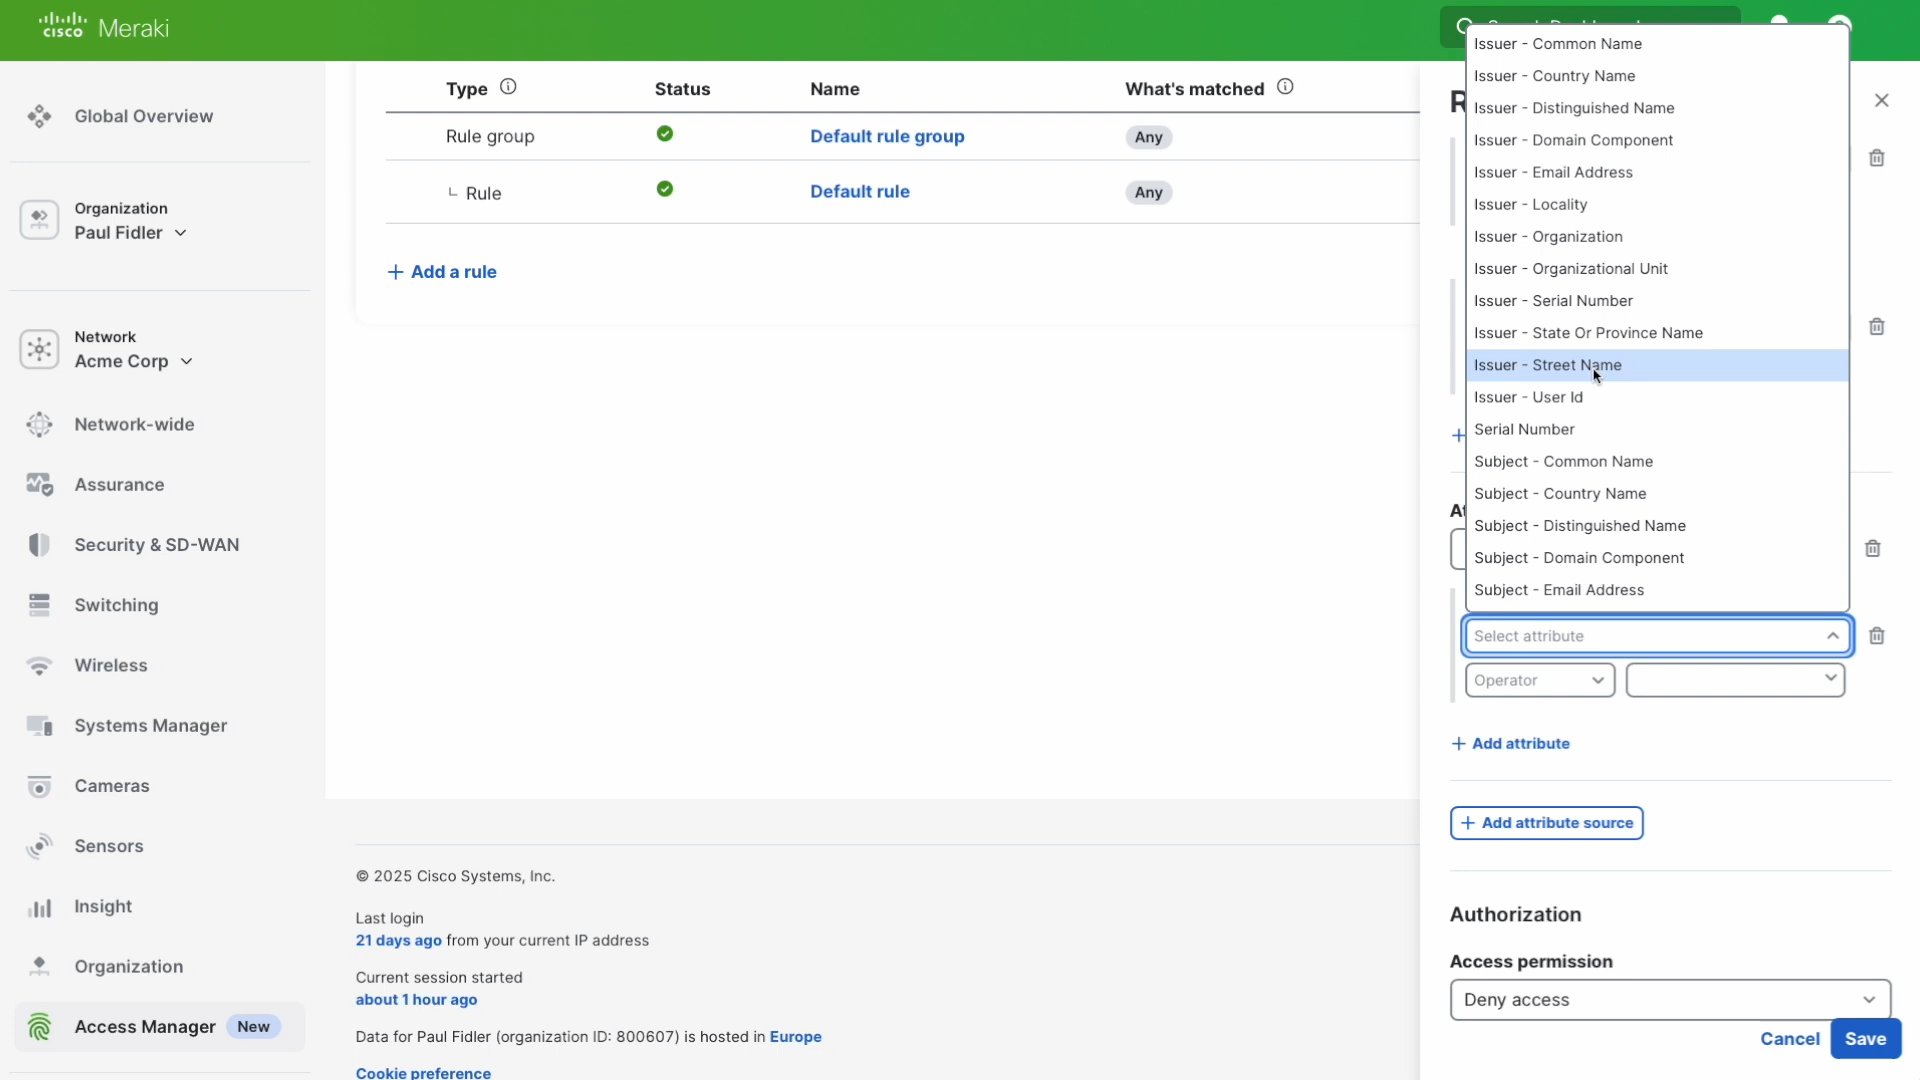 cisco Meraki
Global Overview
Organization
Paul Fidler
Network
Acme Corp
Network-wide
Assurance
Security & SD-WAN
Switching
Wireless
Systems Manager
Cameras
Sensors
Insight
Organization
Access Manager New
Type Status Name What's matched
Rule group Default rule group Any
Rule Default rule Any
+ Add a rule
© 2025 Cisco Systems, Inc.
Last login
21 days ago from your current IP address
Current session started
about 1 hour ago
Data for Paul Fidler (organization ID: 800607) is hosted in Europe
Cookie preference
Issuer - Common Name
Issuer - Country Name
Issuer - Distinguished Name
Issuer - Domain Component
Issuer - Email Address
Issuer - Locality
Issuer - Organization
Issuer - Organizational Unit
Issuer - Serial Number
Issuer - State Or Province Name
Issuer - Street Name
Issuer - User Id
Serial Number
Subject - Common Name
Subject - Country Name
Subject - Distinguished Name
Subject - Domain Component
Subject - Email Address
Select attribute
Operator
+ Add attribute
+ Add attribute source
Authorization
Access permission
Deny access
Cancel Save